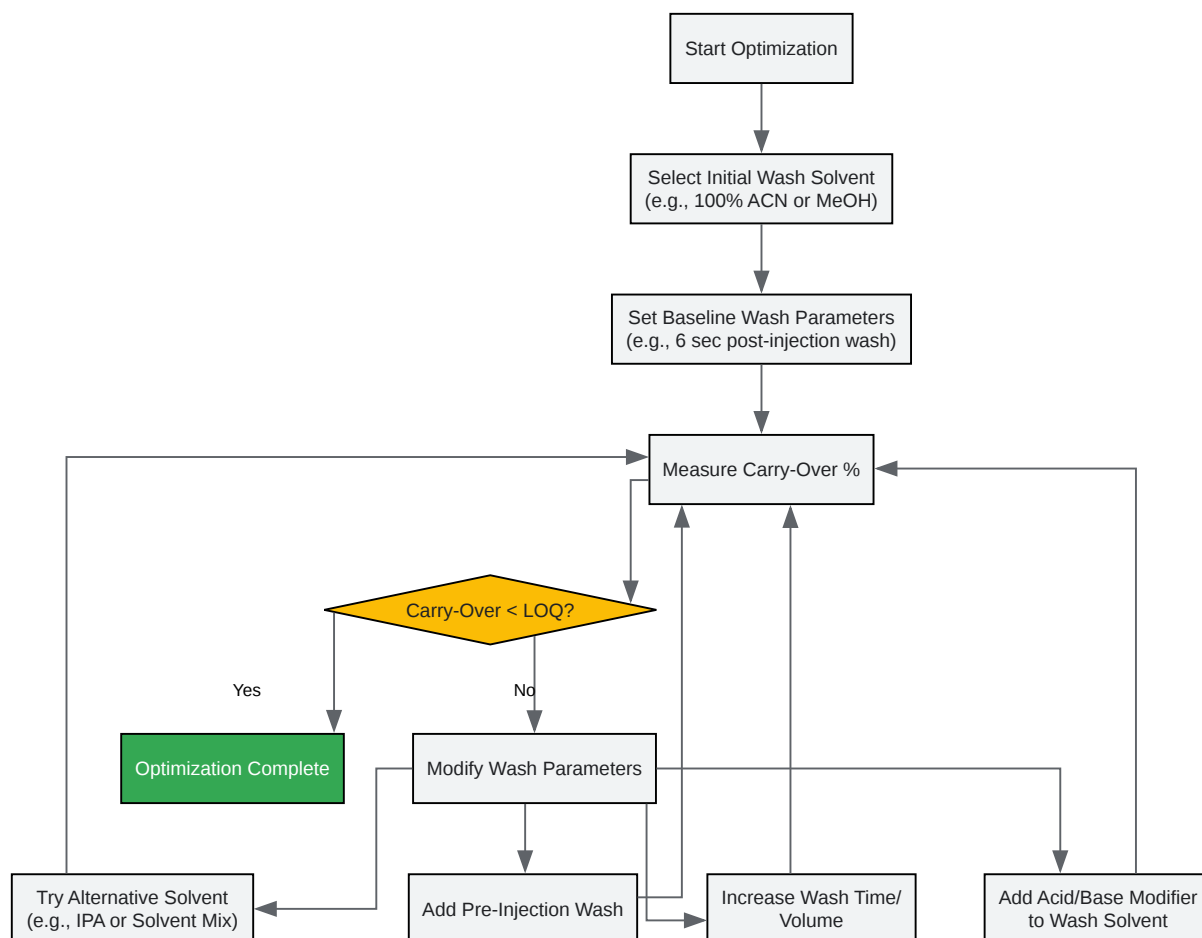 Start Optimization
Select Initial Wash Solvent
(e.g., 100% ACN or MeOH)
Set Baseline Wash Parameters
(e.g., 6 sec post-injection wash)
Measure Carry-Over %
Carry-Over < LOQ?
Yes
No
Optimization Complete
Modify Wash Parameters
Try Alternative Solvent
(e.g., IPA or Solvent Mix)
Add Pre-Injection Wash
Increase Wash Time/
Volume
Add Acid/Base Modifier
to Wash Solvent